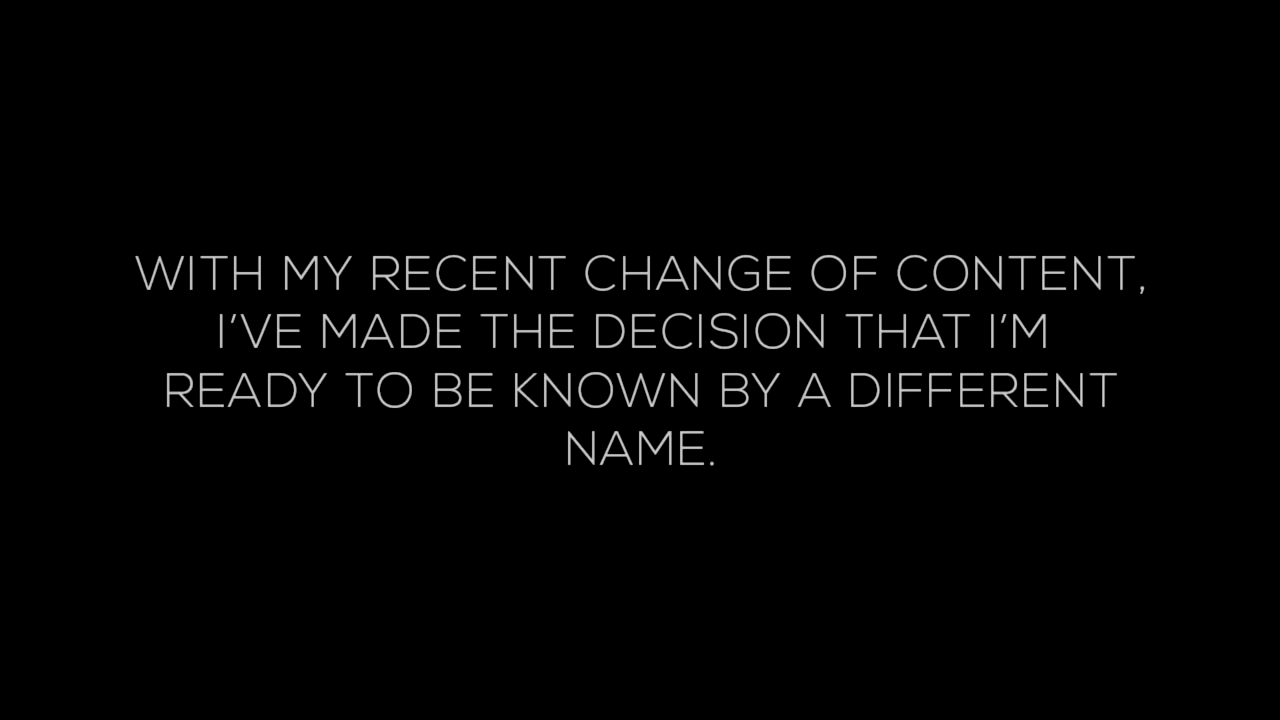 WITH MY RECENT CHANGE OF CONTENT,
I'VE MADE THE DECISION THAT I'M
READY TO BE KNOWN BY A DIFFERENT
NAME.